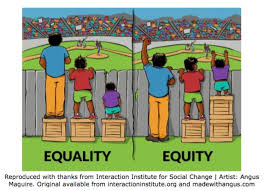 EQUALITY
EQUITY
Reproduced with thanks from Interaction Institute for Social Change | Artist: Angus
Maguire. Original available from interactioninstitute.org and madewithangus.com